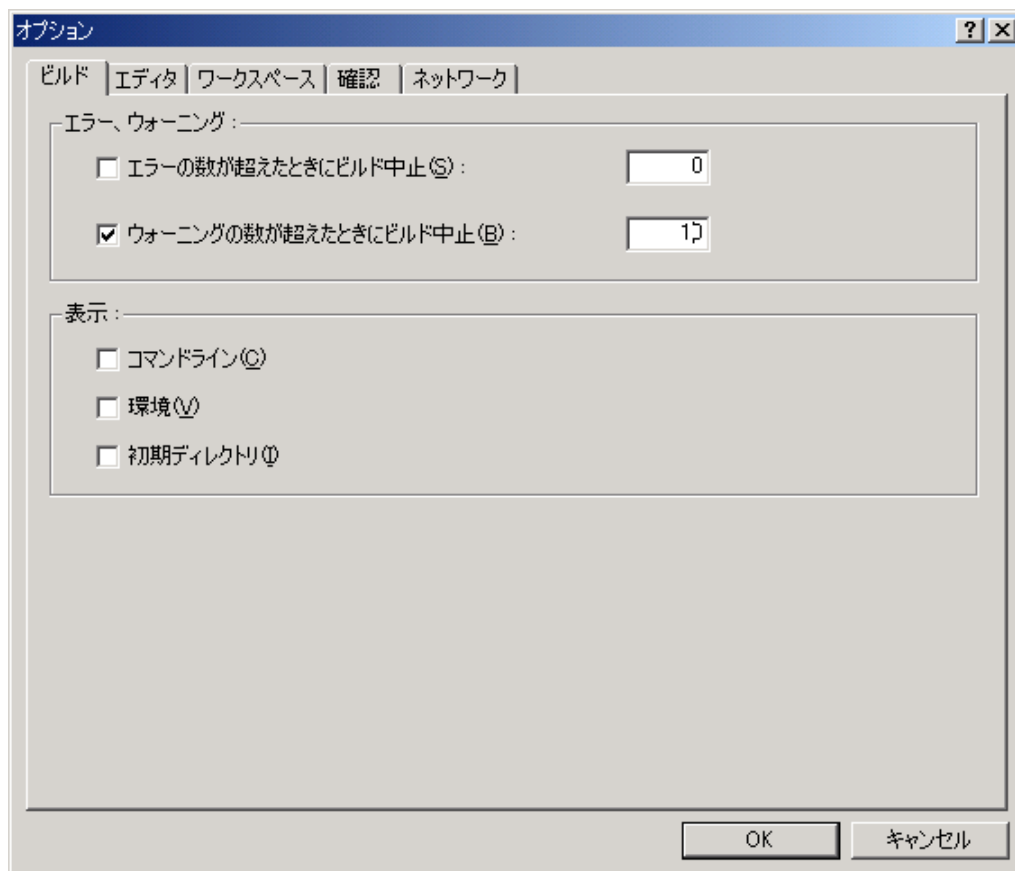 オプション
ビルド エディタ ワークスペース 確認 ネットワーク
エラー、ウォーニング :
エラーの数が超えたときにビルド中止(S) : 0
ウォーニングの数が超えたときにビルド中止(B) :
表示 :
コマンドライン(C)
環境(V)
初期ディレクトリ(I)
OK キャンセル